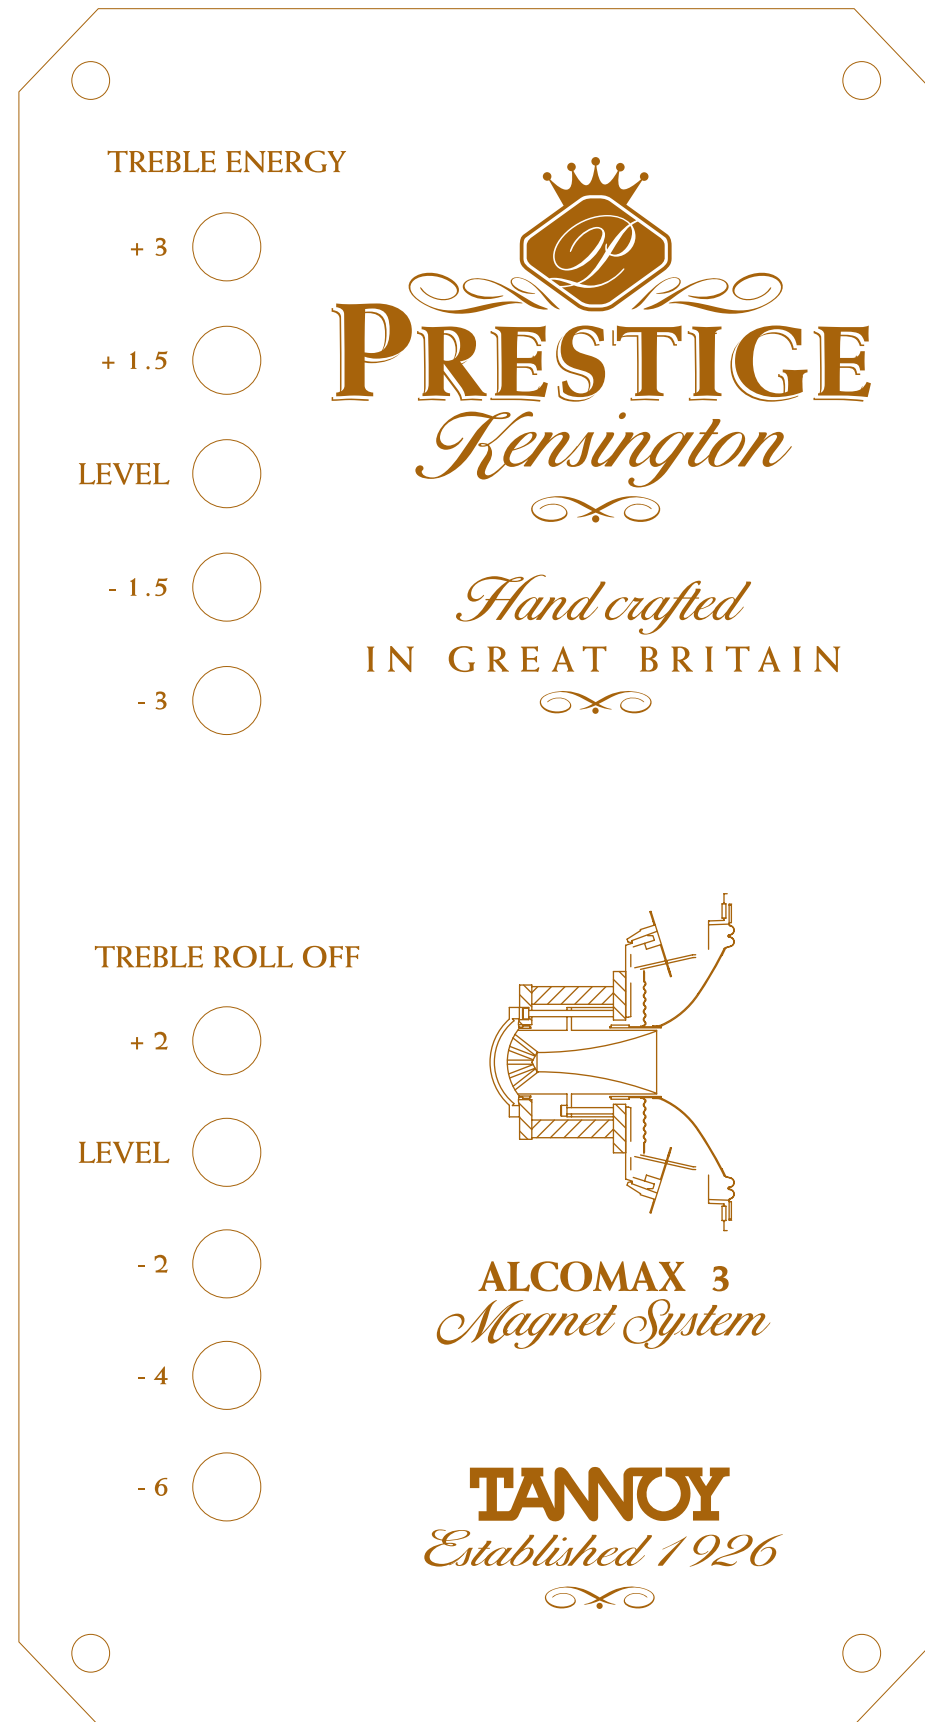 TREBLE ENERGY
+ 3
+ 1.5
LEVEL
- 1.5
- 3
P
PRESTIGE
Kensington
Hand crafted
IN GREAT BRITAIN
TREBLE ROLL OFF
+ 2
LEVEL
- 2
- 4
- 6
ALCOMAX 3
Magnet System
TANNOY
Established 1926